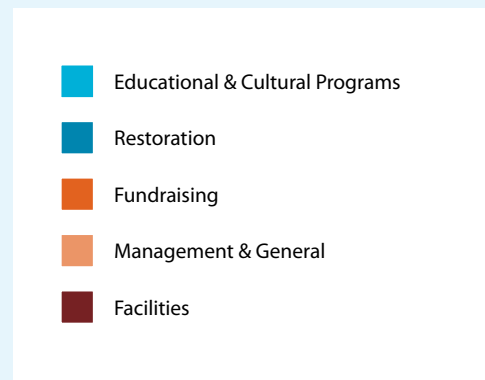 Educational & Cultural Programs
Restoration
Fundraising
Management & General
Facilities